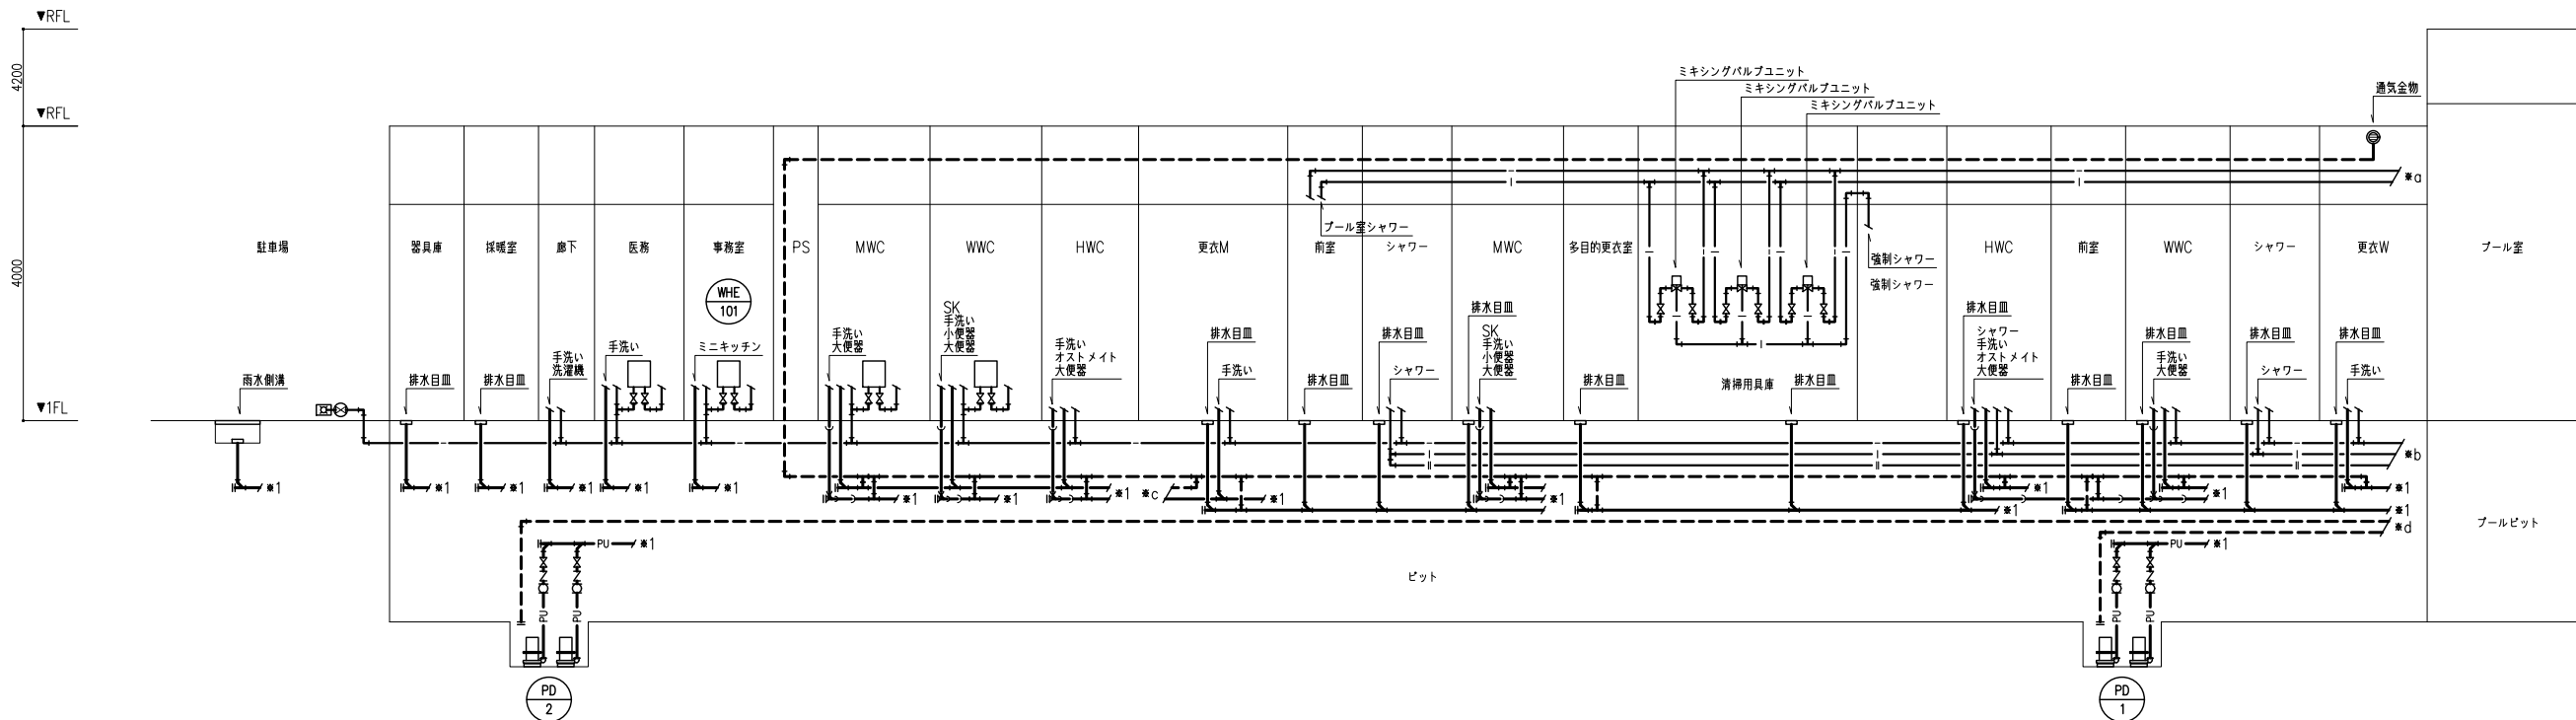 ▼RFL
4200
▼RFL
4000
▼1FL
ミキシングバルブユニット
ミキシングバルブユニット
ミキシングバルブユニット
通気金物
※a
プール室シャワー
駐車場
器具庫
採暖室
廊下
医務
事務室
PS
MWC
WWC
HWC
更衣M
前室
シャワー
MWC
多目的更衣室
強制シャワー
強制シャワー
HWC
前室
WWC
シャワー
更衣W
プール室
WHE
101
雨水側溝
排水目皿
排水目皿
手洗い
洗濯機
手洗い
ミニキッチン
手洗い
大便器
SK
手洗い
小便器
大便器
手洗い
オストメイト
大便器
排水目皿
手洗い
排水目皿
排水目皿
シャワー
排水目皿
SK
手洗い
小便器
大便器
排水目皿
清掃用具庫
排水目皿
排水目皿
シャワー
手洗い
オストメイト
大便器
排水目皿
排水目皿
手洗い
大便器
排水目皿
シャワー
排水目皿
手洗い
※b
※1
※1
※1
※1
※1
※1
※1
※1
※1
※c
※1
※1
※1
※1
※1
※1
※1
※1
※d
PU
※1
PU
※1
ピット
プールピット
PU
PU
PU
PU
PD
2
PD
1